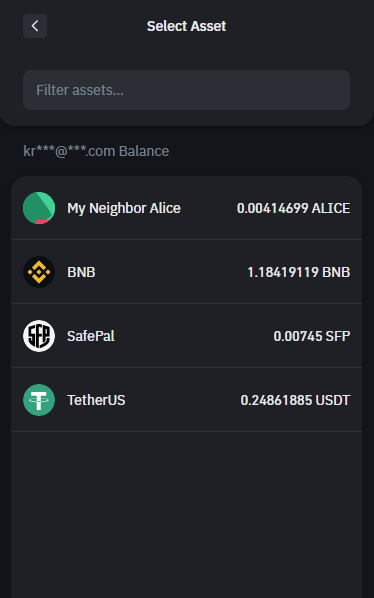 Select Asset
Filter assets...
kr***@***.com Balance
My Neighbor Alice 0.00414699 ALICE
BNB 1.18419119 BNB
SFP SafePal 0.00745 SFP
TetherUS 0.24861885 USDT